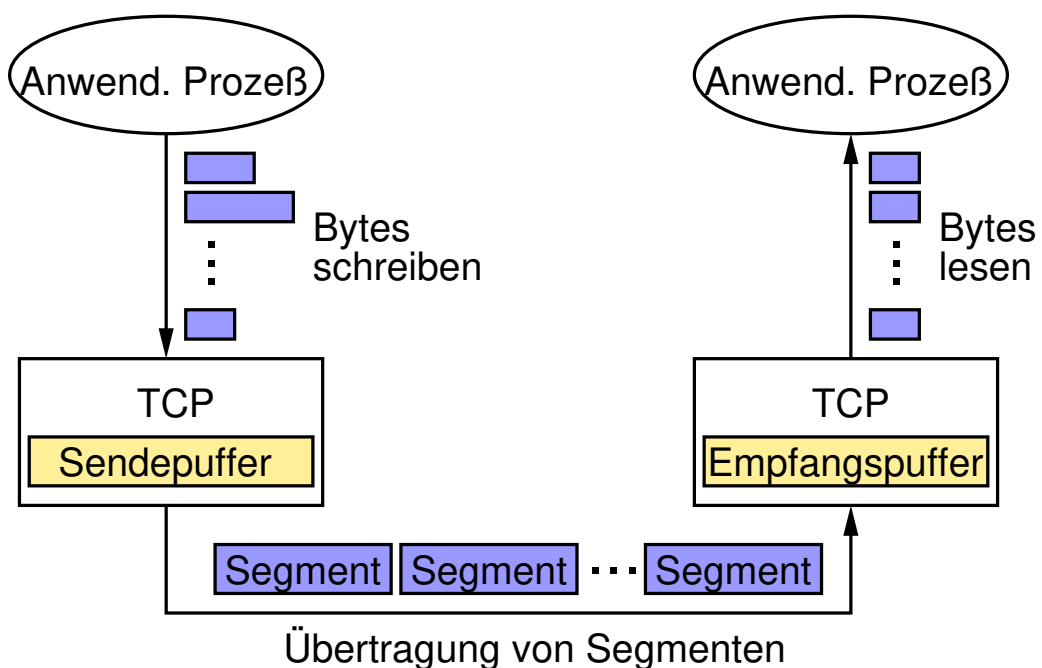 Anwend. Prozeß
Anwend. Prozeß
Bytes
schreiben
Bytes
lesen
TCP
Sendepuffer
TCP
Empfangspuffer
Segment
Segment
Segment
Übertragung von Segmenten